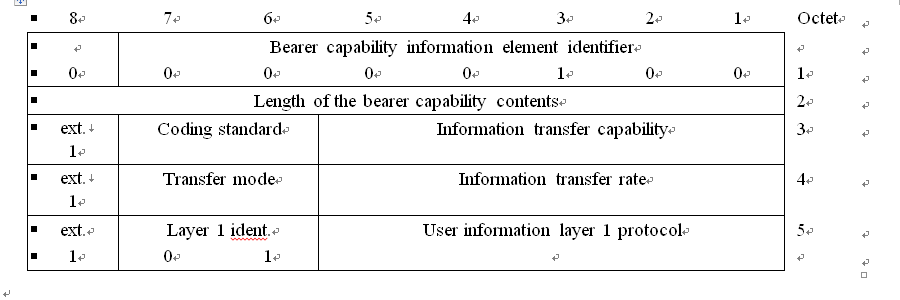 8 7 6 5 4 3 2 1 Octet
Bearer capability information element identifier
0 0 0 0 0 1 0 0 1
Length of the bearer capability contents 2
ext. Coding standard Information transfer capability 3
1
ext. Transfer mode Information transfer rate 4
1
ext. Layer 1 ident. User information layer 1 protocol 5
1 0 1